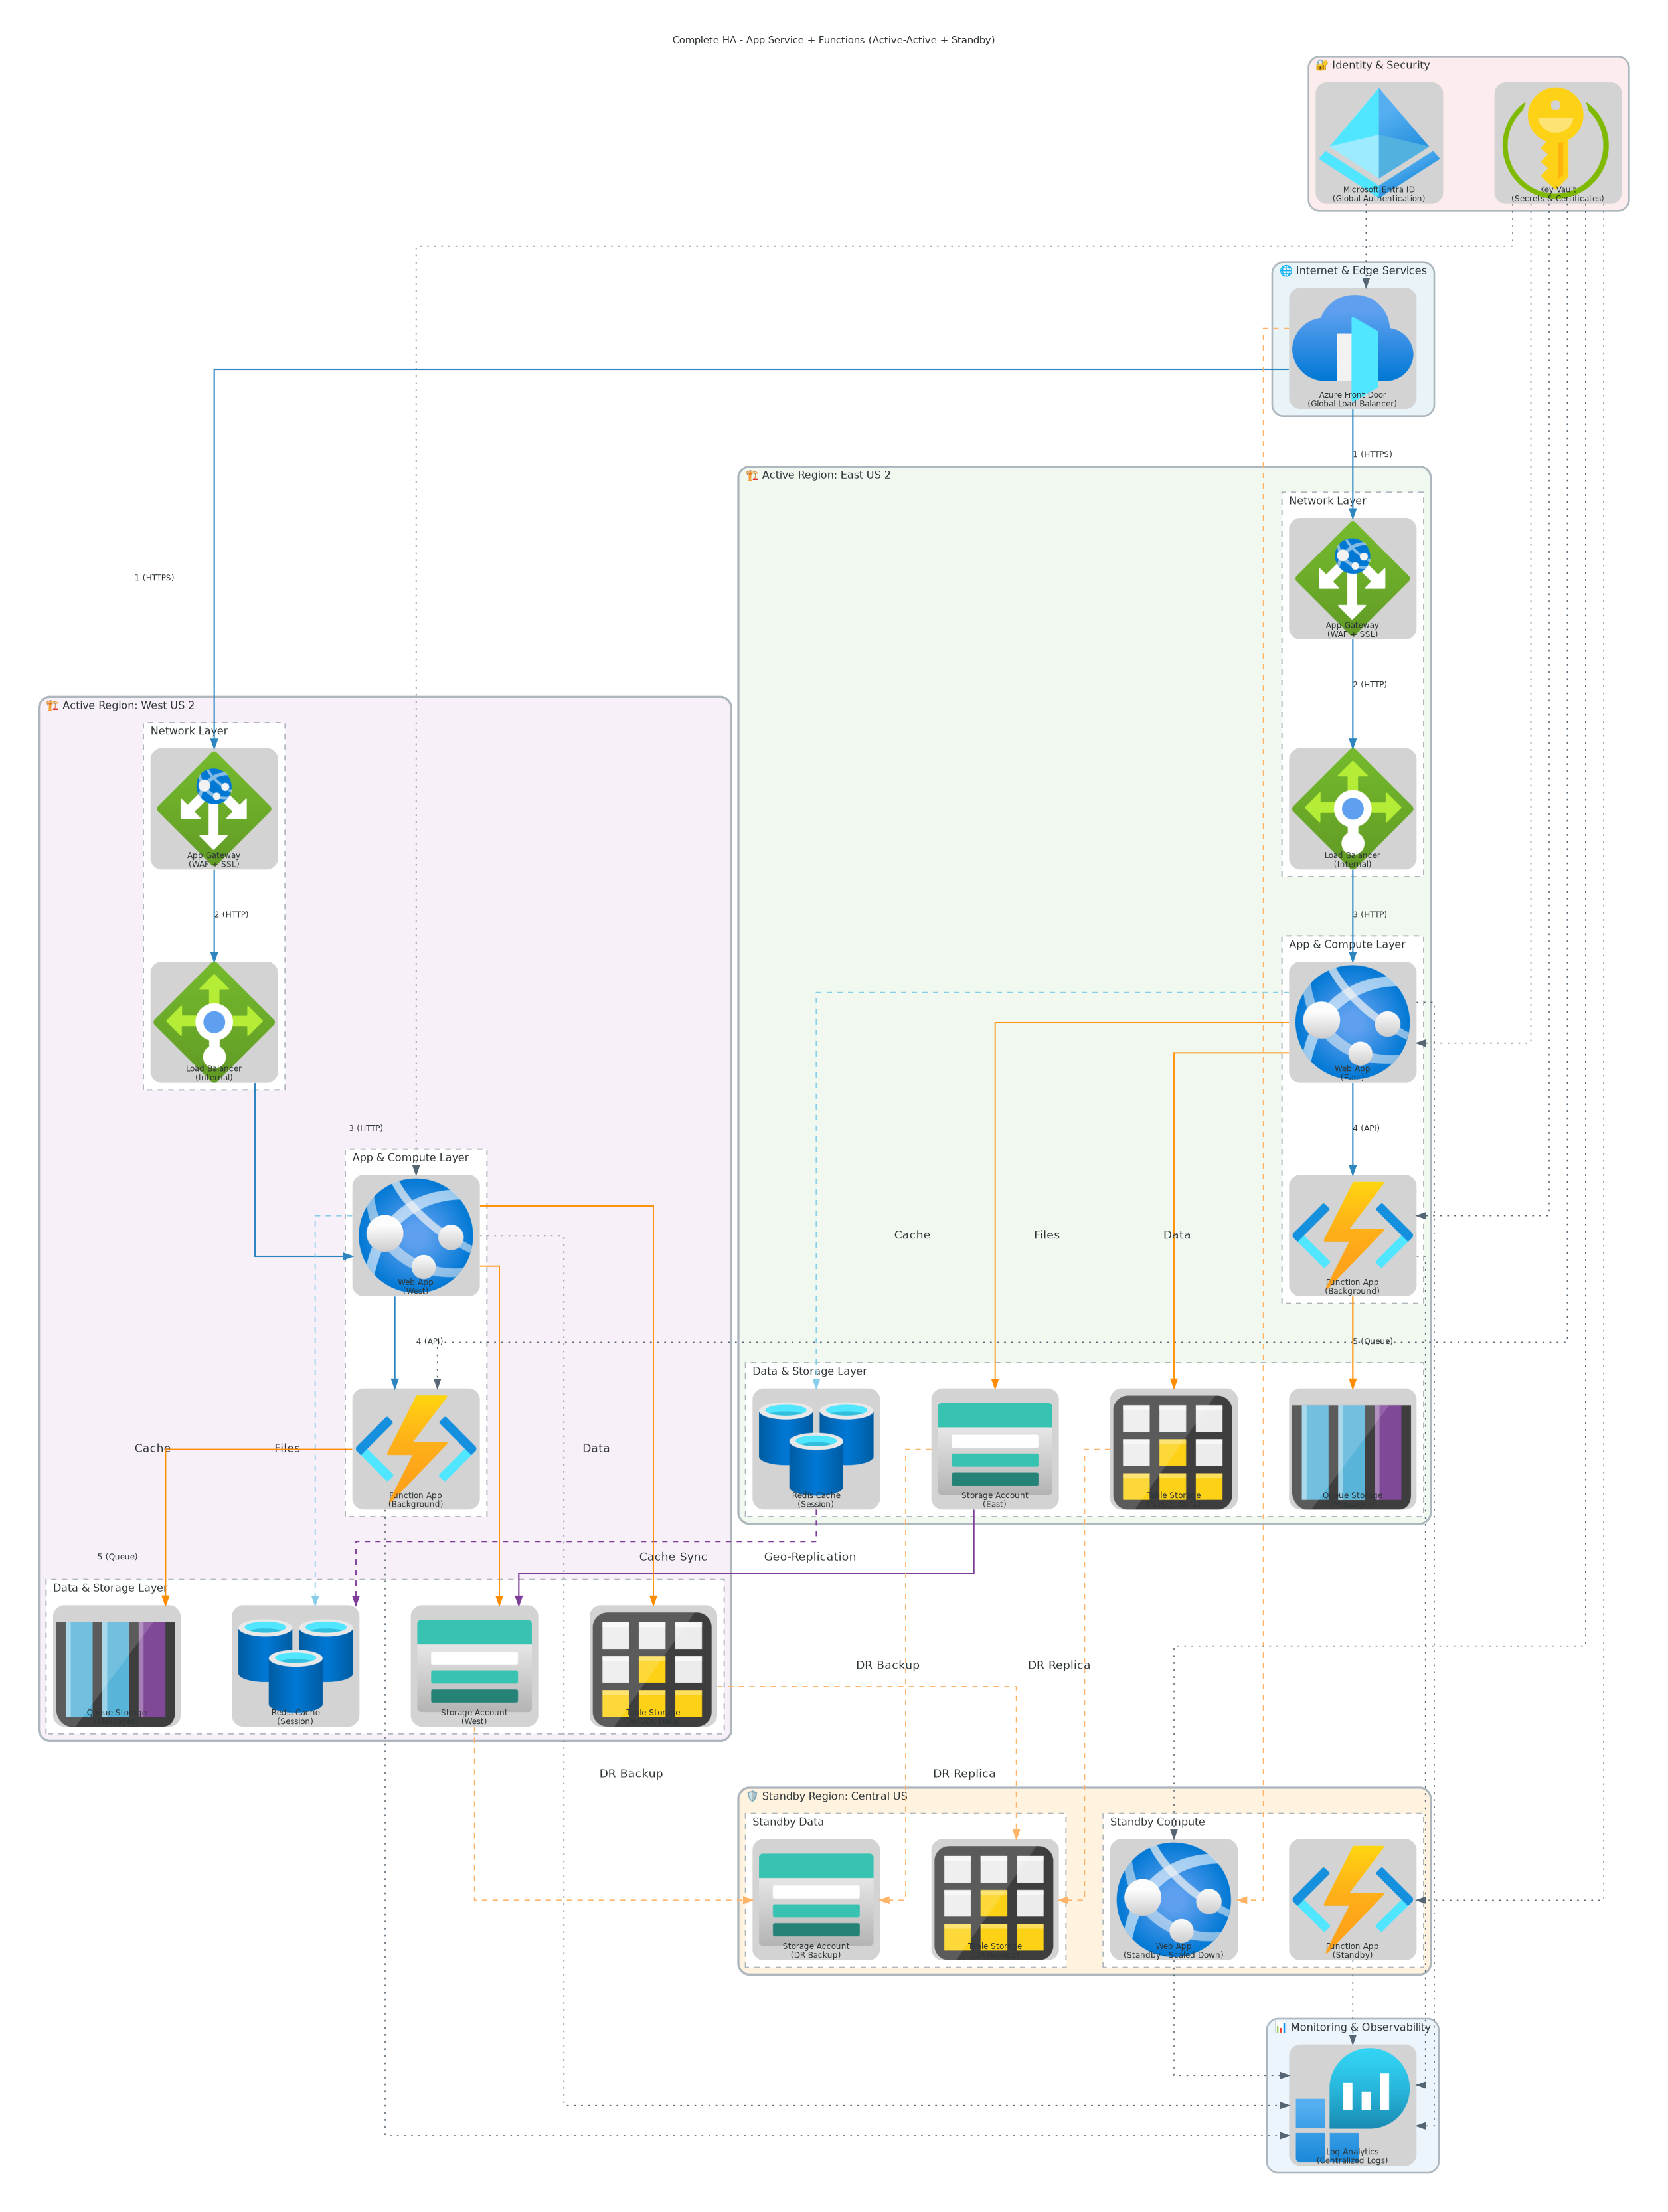 Complete HA - App Service + Functions (Active-Active + Standby)
🔐 Identity & Security
Microsoft Entra ID
(Global Authentication)
Key Vault
(Secrets & Certificates)
🌐 Internet & Edge Services
Azure Front Door
(Global Load Balancer)
1 (HTTPS)
🏗️ Active Region: East US 2
Network Layer
App Gateway
(WAF + SSL)
2 (HTTP)
Load Balancer
(Internal)
3 (HTTP)
App & Compute Layer
Web App
(East)
4 (API)
Function App
(Background)
5 (Queue)
Cache
Files
Data
Data & Storage Layer
Redis Cache
(Session)
Storage Account
(East)
Table Storage
Queue Storage
1 (HTTPS)
🏗️ Active Region: West US 2
Network Layer
App Gateway
(WAF + SSL)
2 (HTTP)
Load Balancer
(Internal)
3 (HTTP)
App & Compute Layer
Web App
(West)
4 (API)
Function App
(Background)
Cache
Files
Data
5 (Queue)
Cache Sync
Geo-Replication
Data & Storage Layer
Queue Storage
Redis Cache
(Session)
Storage Account
(West)
Table Storage
DR Backup
DR Replica
DR Backup
DR Replica
🛡️ Standby Region: Central US
Standby Data
Storage Account
(DR Backup)
Table Storage
Standby Compute
Web App
(Standby - Scaled Down)
Function App
(Standby)
📊 Monitoring & Observability
Log Analytics
(Centralized Logs)